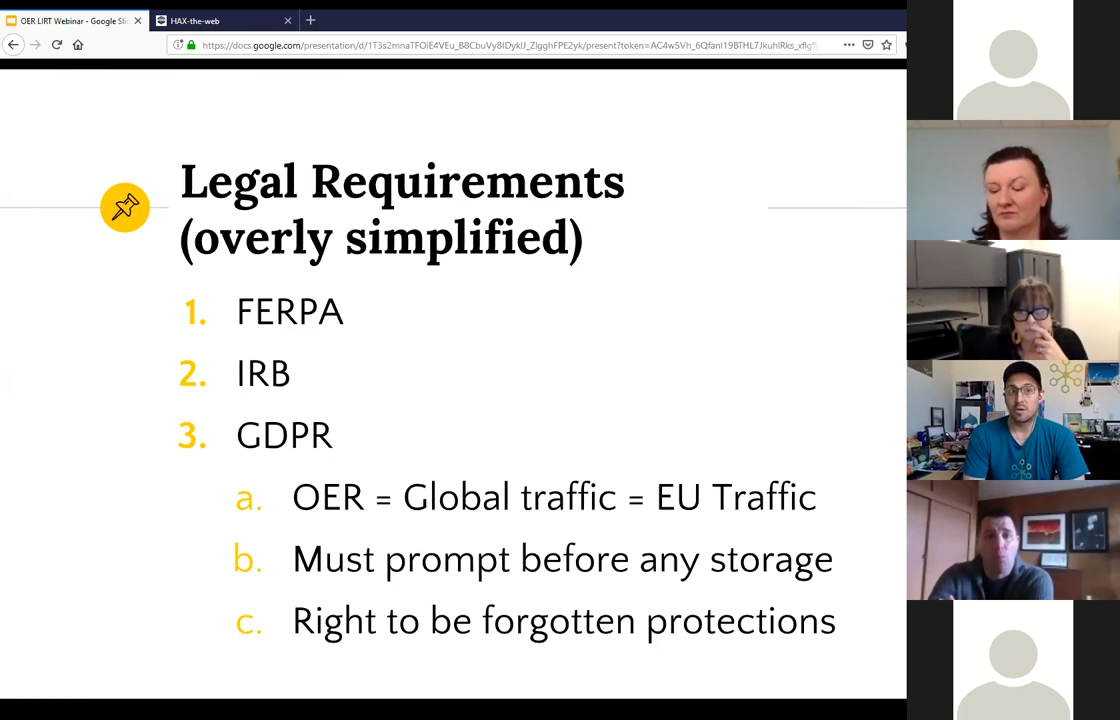 OER LIRT Webinar - Google Sli
HAX-the-web
Legal Requirements
(overly simplified)
1. FERPA
2. IRB
3. GDPR
a. OER = Global traffic = EU Traffic
b. Must prompt before any storage
c. Right to be forgotten protections